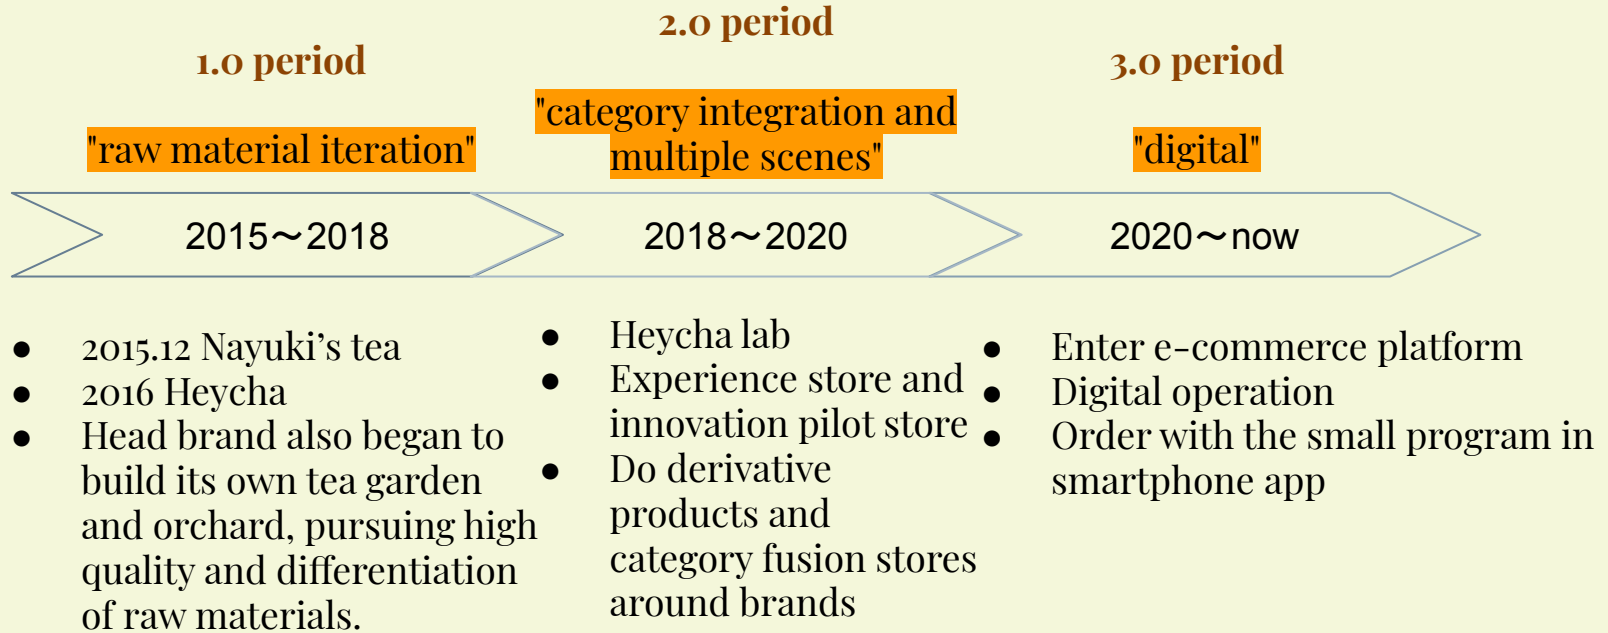 1.0 period
"raw material iteration"
2015～2018
● 2015.12 Nayuki’s tea
● 2016 Heycha
● Head brand also began to
build its own tea garden
and orchard, pursuing high
quality and differentiation
of raw materials.
2.0 period
"category integration and
multiple scenes"
2018～2020
● Heycha lab
● Experience store and
innovation pilot store
● Do derivative
products and
category fusion stores
around brands
3.0 period
"digital"
2020～now
● Enter e-commerce platform
● Digital operation
● Order with the small program in
smartphone app